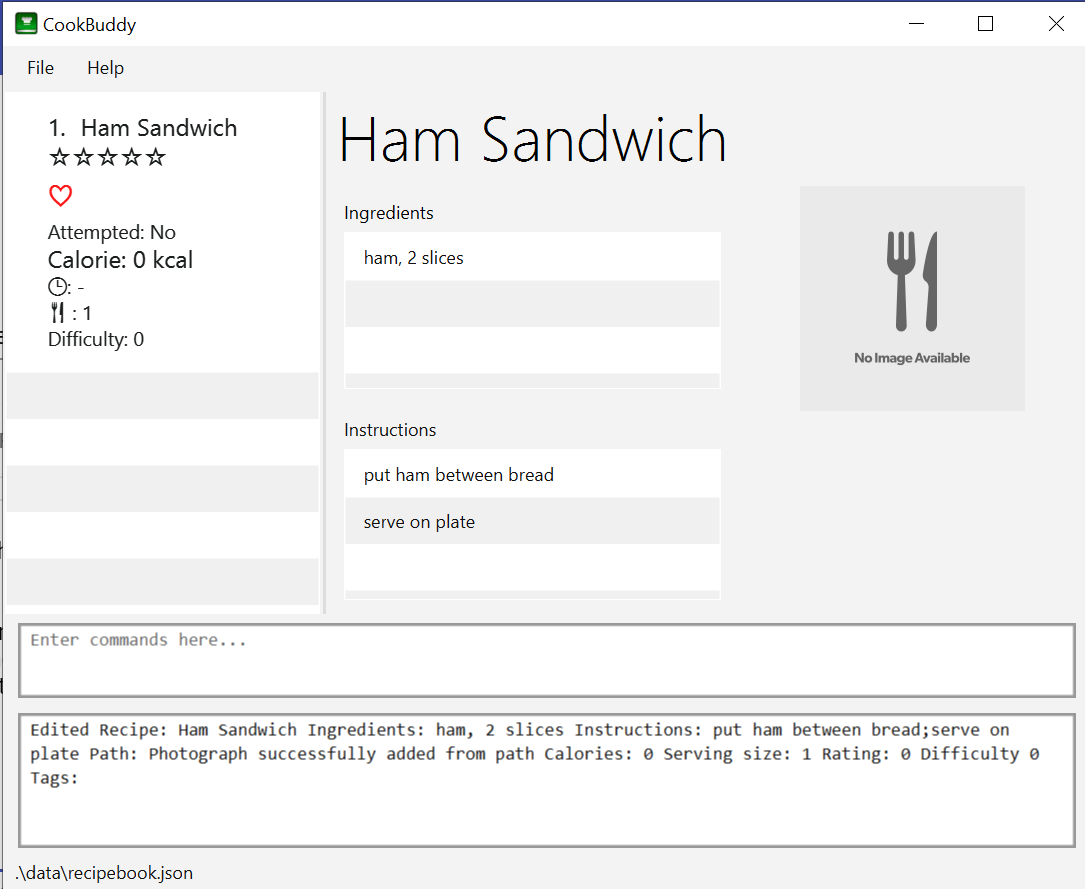 CookBuddy
File Help
1. Ham Sandwich
☆☆☆☆☆
♡
Attempted: No
Calorie: 0 kcal
: -
: 1
Difficulty: 0
Ham Sandwich
Ingredients
ham, 2 slices
No Image Available
Instructions
put ham between bread
serve on plate
Enter commands here...
Edited Recipe: Ham Sandwich Ingredients: ham, 2 slices Instructions: put ham between bread;serve on
plate Path: Photograph successfully added from path Calories: 0 Serving size: 1 Rating: 0 Difficulty 0
Tags:
.\data\recipebook.json